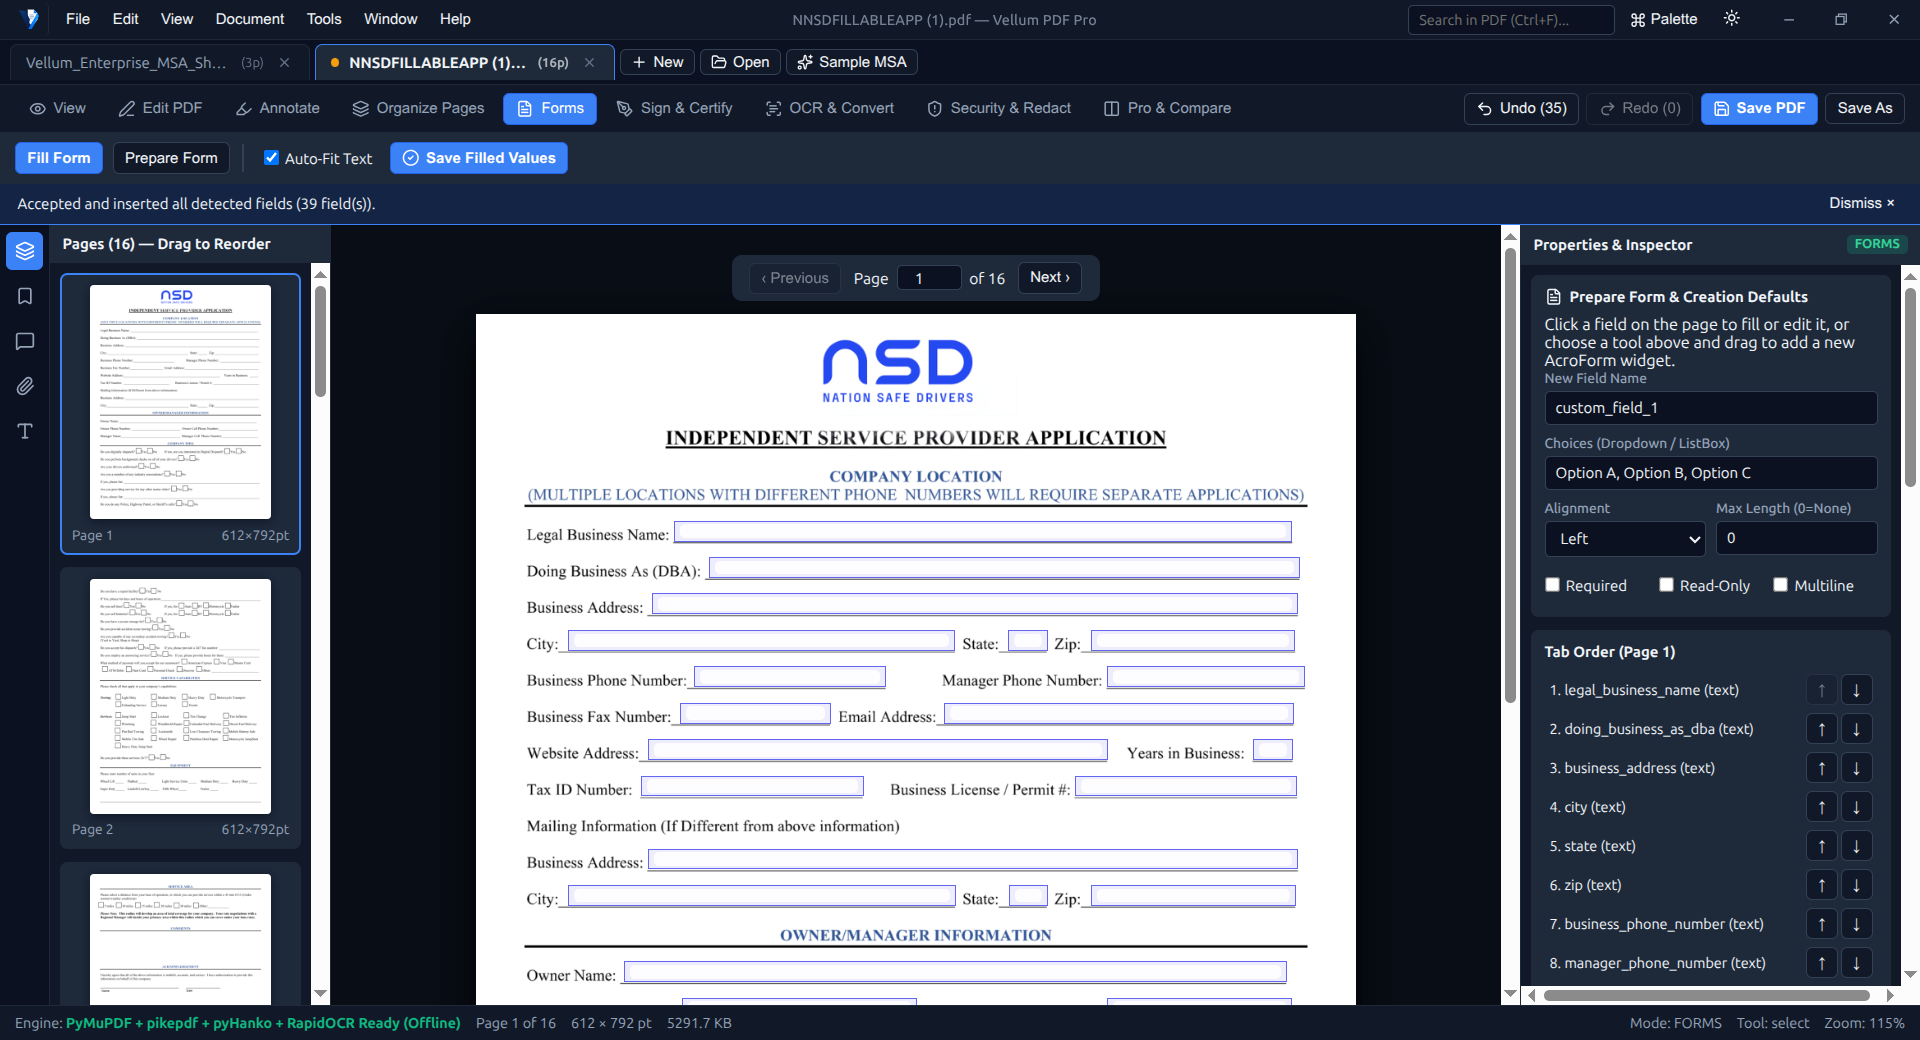 File Edit View Document Tools Window Help
NNSDFILLABLEAPP (1).pdf — Vellum PDF Pro
Search in PDF (Ctrl+F)...
Palette
Vellum_Enterprise_MSA_Sh... (3p) ×
NNSDFILLABLEAPP (1)... (16p) ×
+ New
Open
Sample MSA
View Edit PDF Annotate Organize Pages Forms Sign & Certify OCR & Convert Security & Redact Pro & Compare
Undo (35) Redo (0) Save PDF Save As
Fill Form Prepare Form Auto-Fit Text Save Filled Values
Accepted and inserted all detected fields (39 field(s)).
Dismiss ×
Pages (16) — Drag to Reorder
Page 1 612×792pt
Page 2 612×792pt
‹ Previous Page 1 of 16 Next ›
NSD
NATION SAFE DRIVERS
INDEPENDENT SERVICE PROVIDER APPLICATION
COMPANY LOCATION
(MULTIPLE LOCATIONS WITH DIFFERENT PHONE NUMBERS WILL REQUIRE SEPARATE APPLICATIONS)
Legal Business Name:
Doing Business As (DBA):
Business Address:
City: State: Zip:
Business Phone Number: Manager Phone Number:
Business Fax Number: Email Address:
Website Address: Years in Business:
Tax ID Number: Business License / Permit #:
Mailing Information (If Different from above information)
Business Address:
City: State: Zip:
OWNER/MANAGER INFORMATION
Owner Name:
Properties & Inspector FORMS
Prepare Form & Creation Defaults
Click a field on the page to fill or edit it, or
choose a tool above and drag to add a new
AcroForm widget.
New Field Name
custom_field_1
Choices (Dropdown / ListBox)
Option A, Option B, Option C
Alignment Max Length (0=None)
Left 0
Required Read-Only Multiline
Tab Order (Page 1)
1. legal_business_name (text) ↑ ↓
2. doing_business_as_dba (text) ↑ ↓
3. business_address (text) ↑ ↓
4. city (text) ↑ ↓
5. state (text) ↑ ↓
6. zip (text) ↑ ↓
7. business_phone_number (text) ↑ ↓
8. manager_phone_number (text) ↑ ↓
Engine: PyMuPDF + pikepdf + pyHanko + RapidOCR Ready (Offline) Page 1 of 16 612 × 792 pt 5291.7 KB
Mode: FORMS Tool: select Zoom: 115%